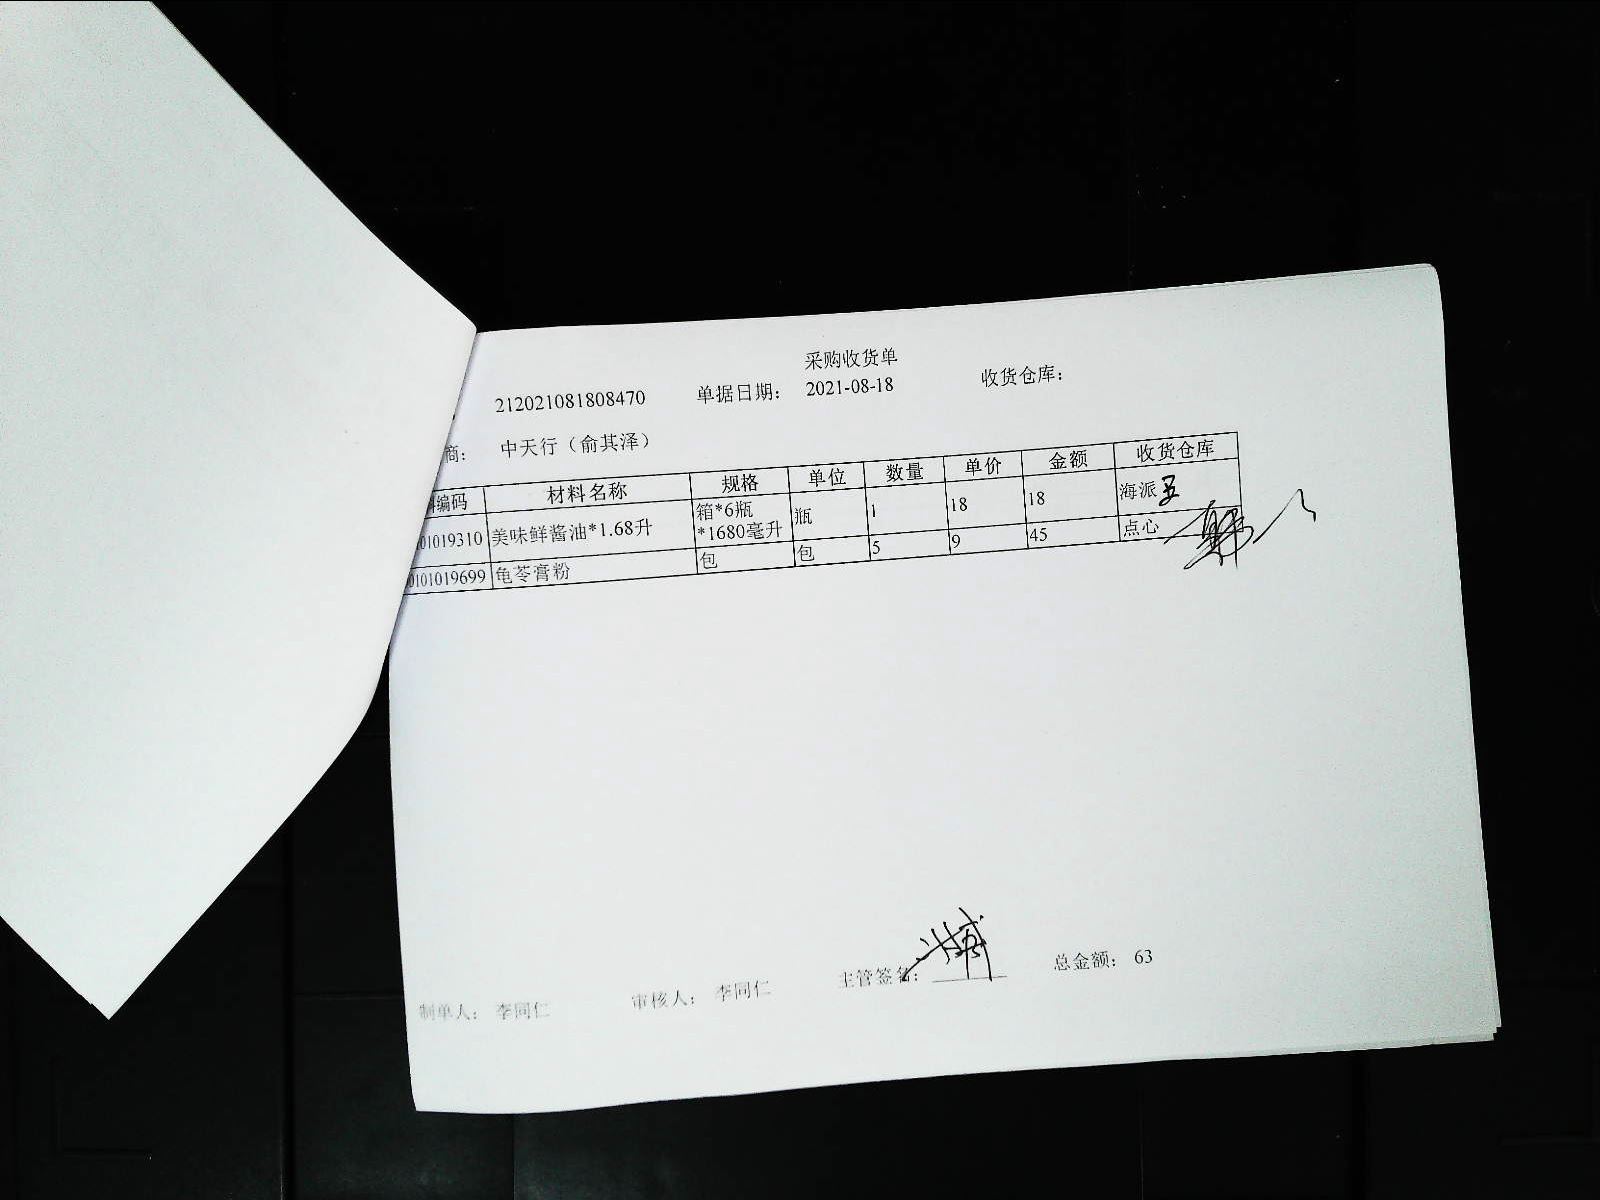 采购收货单
212021081808470 单据日期: 2021-08-18 收货仓库:
商: 中天行（俞其泽）
编码 材料名称 规格 单位 数量 单价 金额 收货仓库
01019310 美味鲜酱油*1.68升 箱*6瓶*1680毫升 瓶 1 18 18 海派
0101019699 龟苓膏粉 包 包 5 9 45 点心
制单人: 李同仁 审核人: 李同仁 主管签名: 总金额: 63